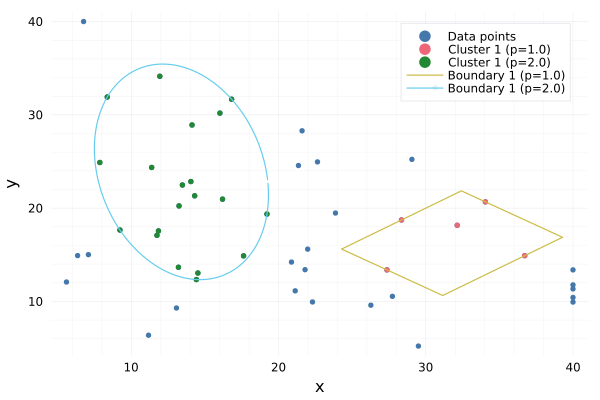 40
30
20
10
y
10
20
30
40
x
Data points
Cluster 1 (p=1.0)
Cluster 1 (p=2.0)
Boundary 1 (p=1.0)
Boundary 1 (p=2.0)